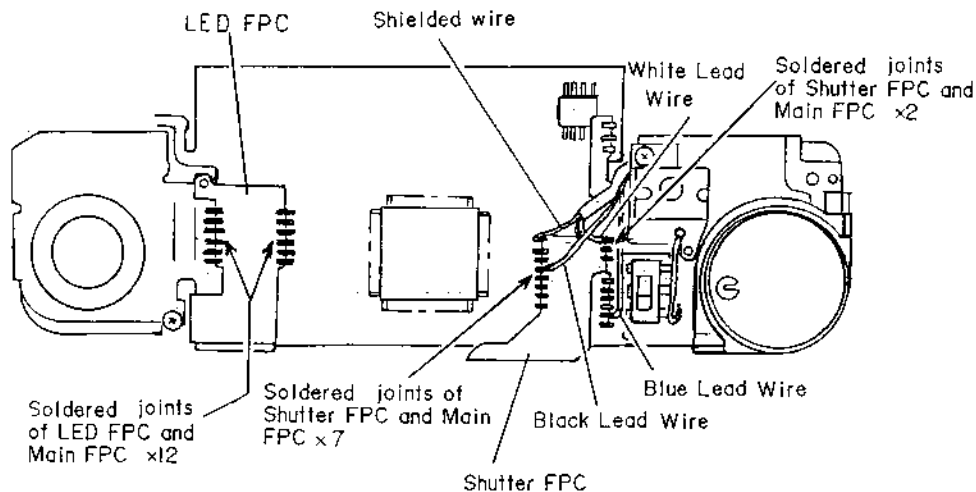 LED FPC
Shielded wire
White Lead
Wire
Soldered joints
of Shutter FPC and
Main FPC ×2
Soldered joints
of LED FPC and
Main FPC ×12
Soldered joints of
Shutter FPC and Main
FPC ×7
Blue Lead Wire
Black Lead Wire
Shutter FPC